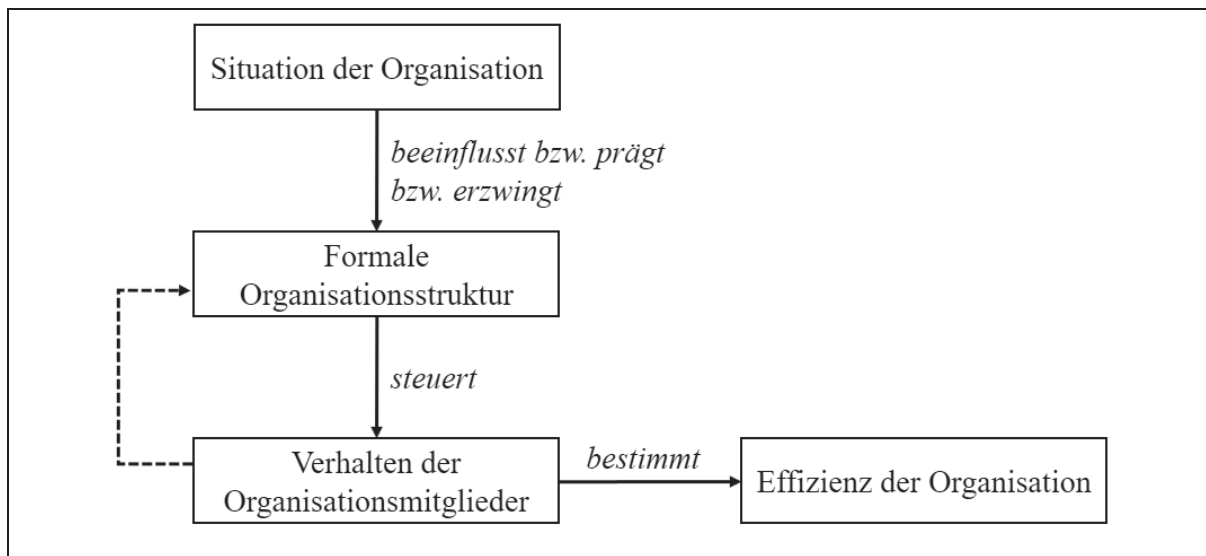 Situation der Organisation
beeinflusst bzw. prägt
bzw. erzwingt
Formale
Organisationsstruktur
steuert
Verhalten der
Organisationsmitglieder
bestimmt
Effizienz der Organisation